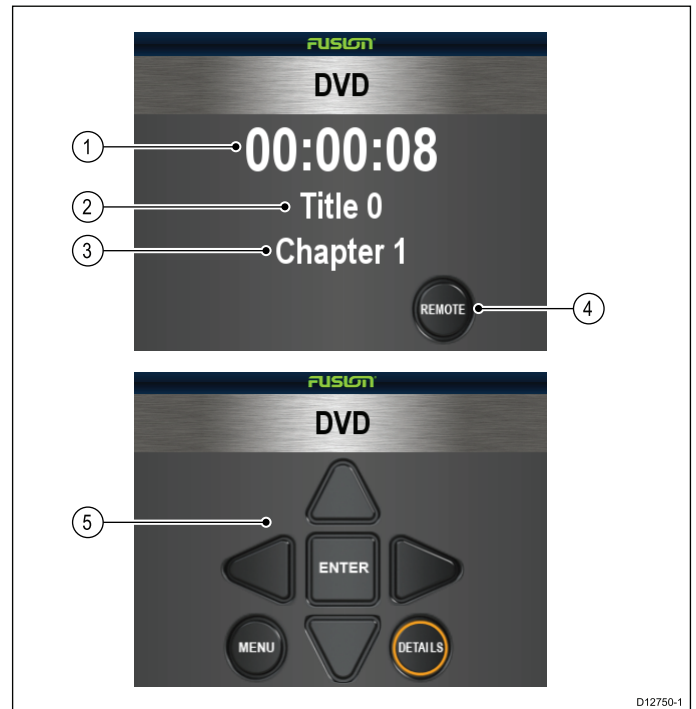 FUSION
DVD
1
00:00:08
2
Title 0
3
Chapter 1
REMOTE
4
FUSION
DVD
5
ENTER
MENU
DETAILS
D12750-1